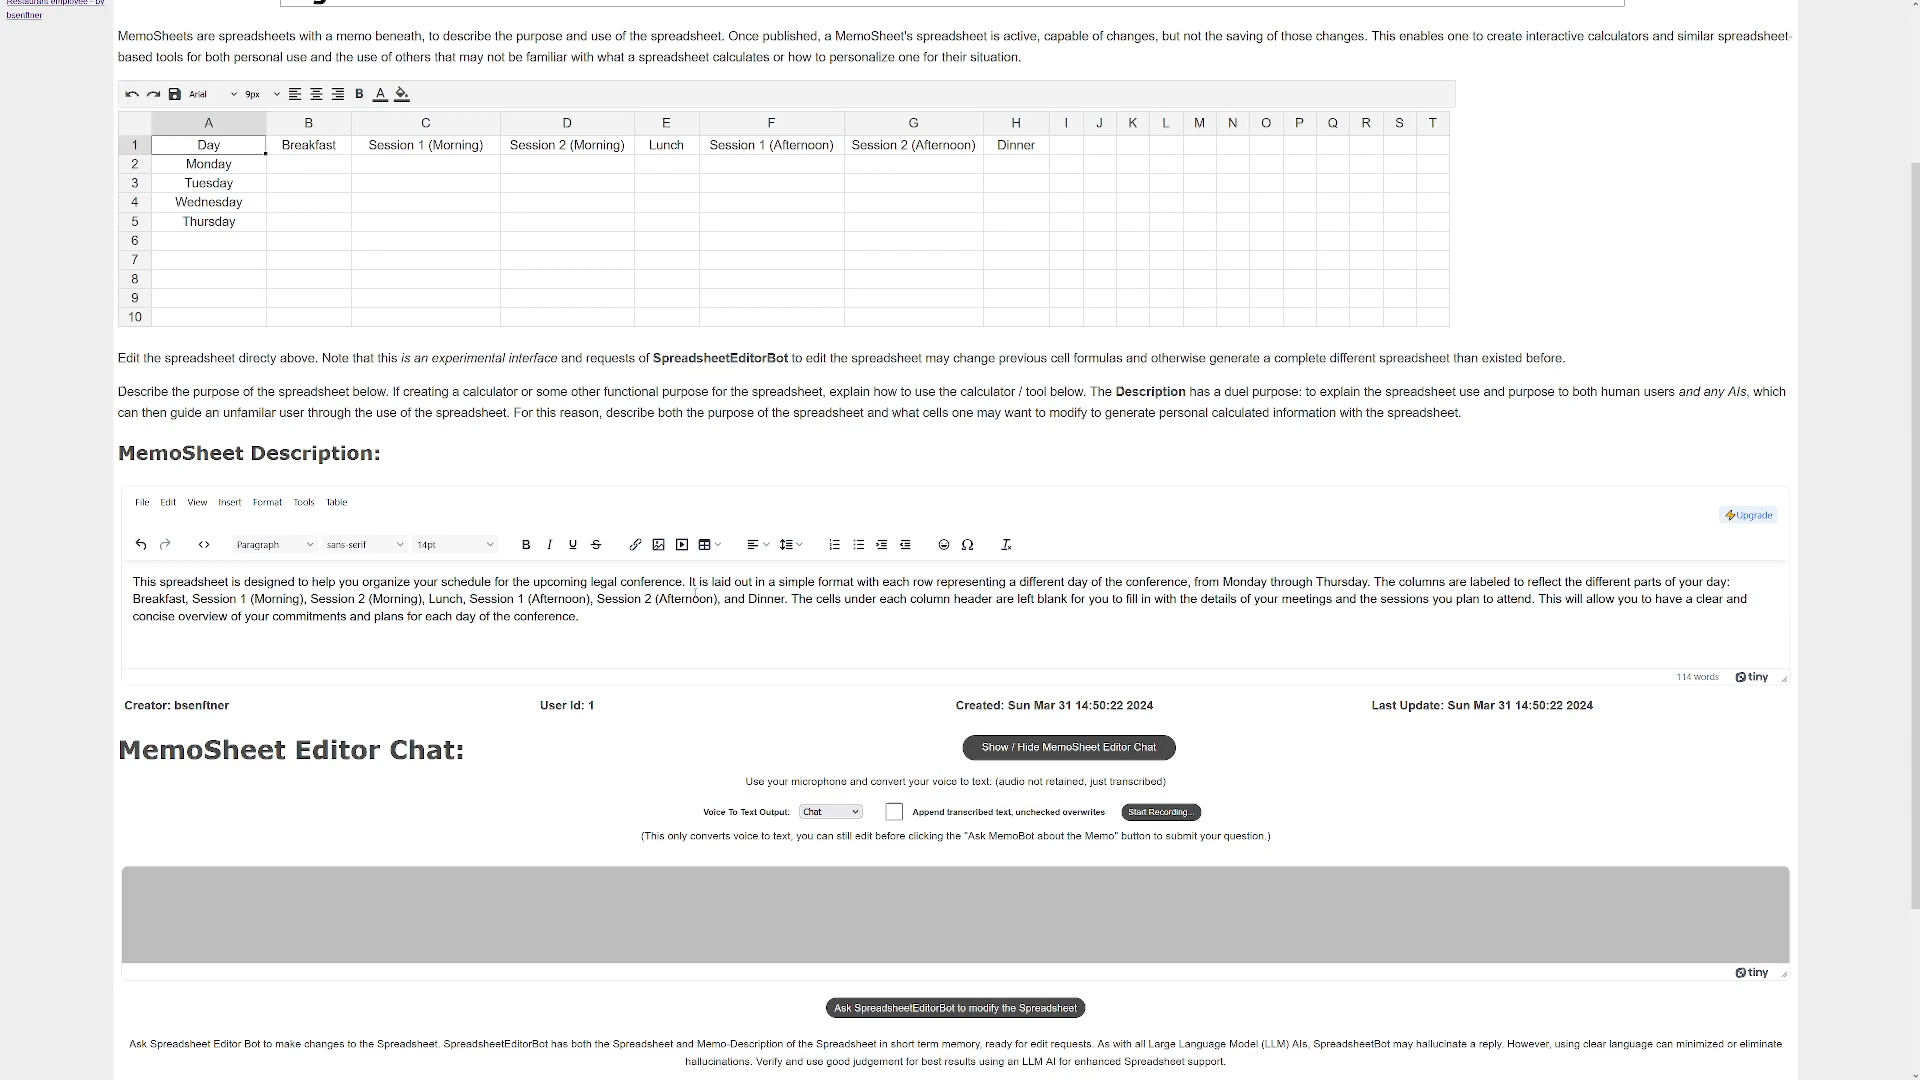 Restaurant employee - by
bsenftner
MemoSheets are spreadsheets with a memo beneath, to describe the purpose and use of the spreadsheet. Once published, a MemoSheet's spreadsheet is active, capable of changes, but not the saving of those changes. This enables one to create interactive calculators and similar spreadsheet-
based tools for both personal use and the use of others that may not be familiar with what a spreadsheet calculates or how to personalize one for their situation.
Arial 9px B A
A B C D E F G H I J K L M N O P Q R S T
1 Day Breakfast Session 1 (Morning) Session 2 (Morning) Lunch Session 1 (Afternoon) Session 2 (Afternoon) Dinner
2 Monday
3 Tuesday
4 Wednesday
5 Thursday
6
7
8
9
10
Edit the spreadsheet directy above. Note that this is an experimental interface and requests of SpreadsheetEditorBot to edit the spreadsheet may change previous cell formulas and otherwise generate a complete different spreadsheet than existed before.
Describe the purpose of the spreadsheet below. If creating a calculator or some other functional purpose for the spreadsheet, explain how to use the calculator / tool below. The Description has a duel purpose: to explain the spreadsheet use and purpose to both human users and any AIs, which
can then guide an unfamilar user through the use of the spreadsheet. For this reason, describe both the purpose of the spreadsheet and what cells one may want to modify to generate personal calculated information with the spreadsheet.
MemoSheet Description:
File Edit View Insert Format Tools Table
Upgrade
Paragraph sans-serif 14pt B I U S
This spreadsheet is designed to help you organize your schedule for the upcoming legal conference. It is laid out in a simple format with each row representing a different day of the conference, from Monday through Thursday. The columns are labeled to reflect the different parts of your day:
Breakfast, Session 1 (Morning), Session 2 (Morning), Lunch, Session 1 (Afternoon), Session 2 (Afternoon), and Dinner. The cells under each column header are left blank for you to fill in with the details of your meetings and the sessions you plan to attend. This will allow you to have a clear and
concise overview of your commitments and plans for each day of the conference.
114 words tiny
Creator: bsenftner User Id: 1 Created: Sun Mar 31 14:50:22 2024 Last Update: Sun Mar 31 14:50:22 2024
MemoSheet Editor Chat: Show / Hide MemoSheet Editor Chat
Use your microphone and convert your voice to text: (audio not retained, just transcribed)
Voice To Text Output: Chat Append transcribed text, unchecked overwrites Start Recording...
(This only converts voice to text, you can still edit before clicking the "Ask MemoBot about the Memo" button to submit your question.)
tiny
Ask SpreadsheetEditorBot to modify the Spreadsheet
Ask Spreadsheet Editor Bot to make changes to the Spreadsheet. SpreadsheetEditorBot has both the Spreadsheet and Memo-Description of the Spreadsheet in short term memory, ready for edit requests. As with all Large Language Model (LLM) AIs, SpreadsheetBot may hallucinate a reply. However, using clear language can minimized or eliminate
hallucinations. Verify and use good judgement for best results using an LLM AI for enhanced Spreadsheet support.